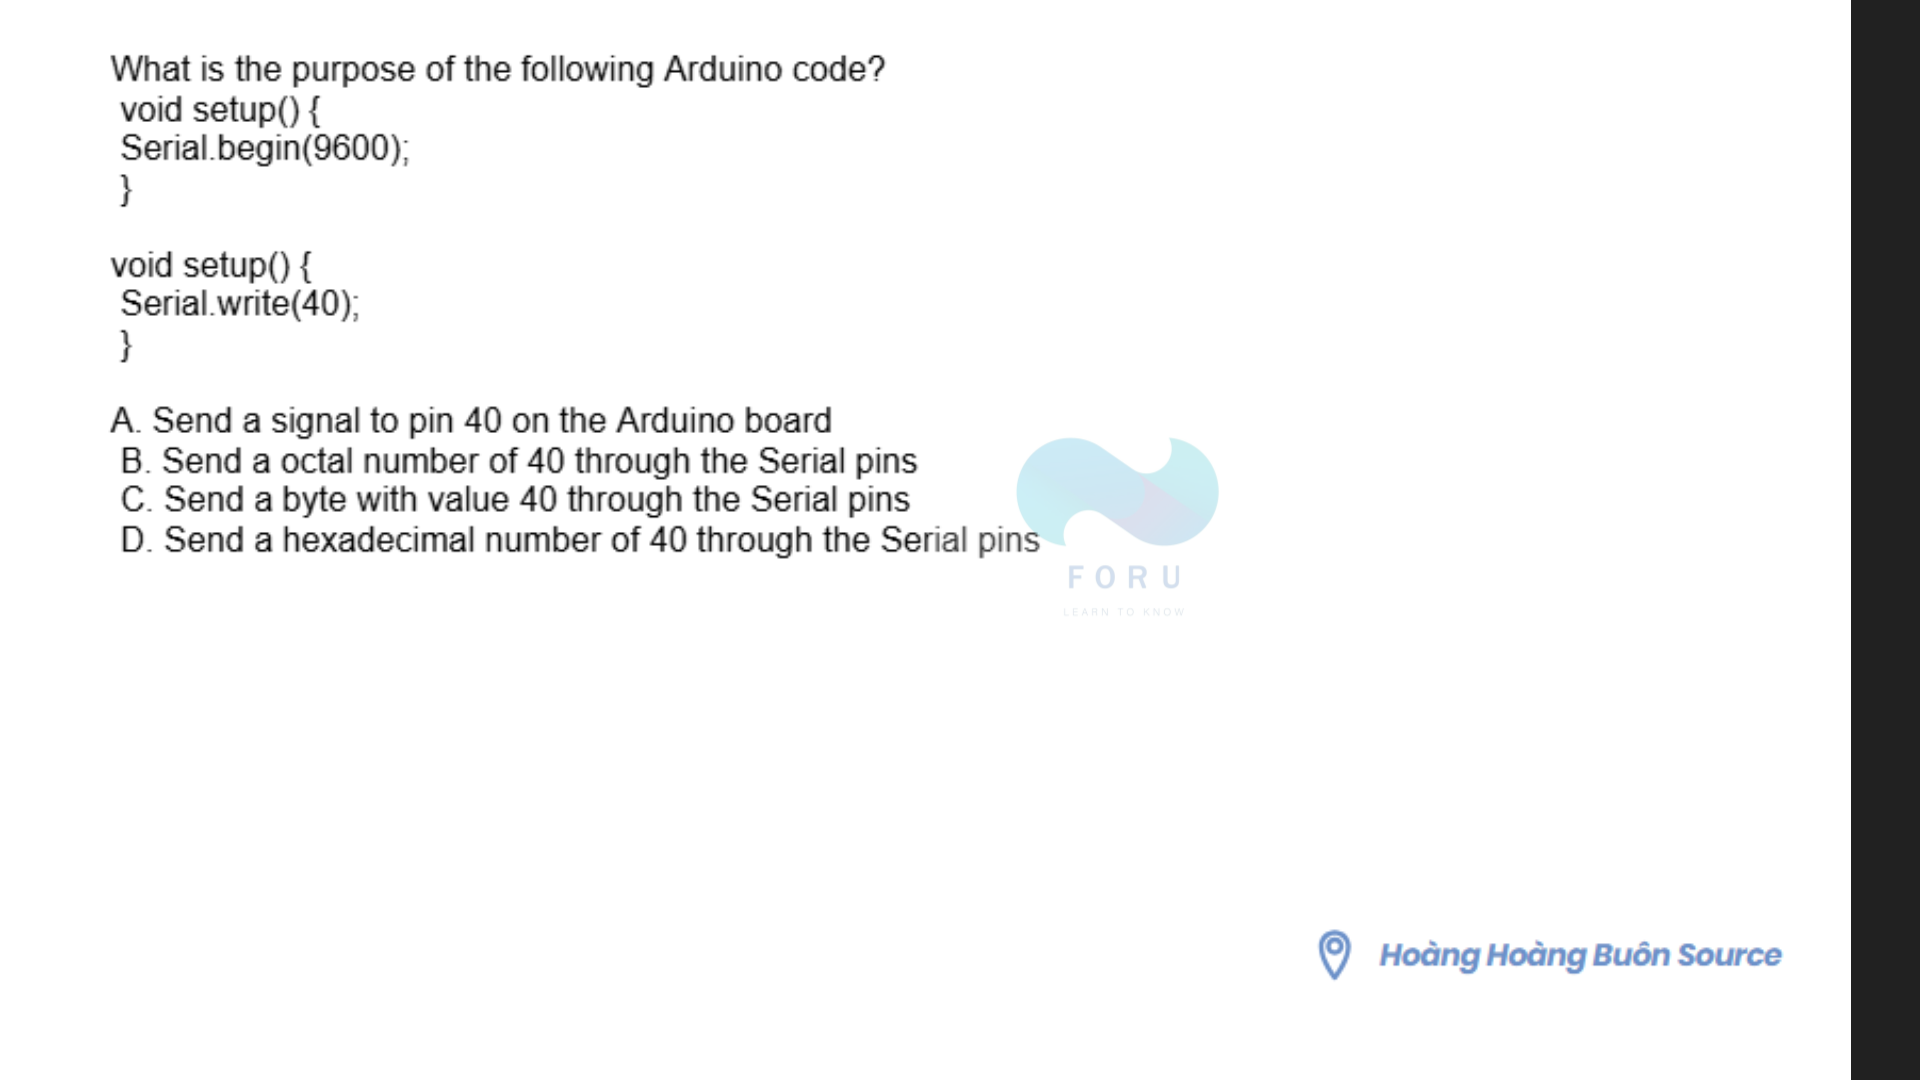 What is the purpose of the following Arduino code?
void setup() {
Serial.begin(9600);
}
void setup() {
Serial.write(40);
}
A. Send a signal to pin 40 on the Arduino board
B. Send a octal number of 40 through the Serial pins
C. Send a byte with value 40 through the Serial pins
D. Send a hexadecimal number of 40 through the Serial pins
FORU
LEARN TO KNOW
Hoàng Hoàng Buôn Source